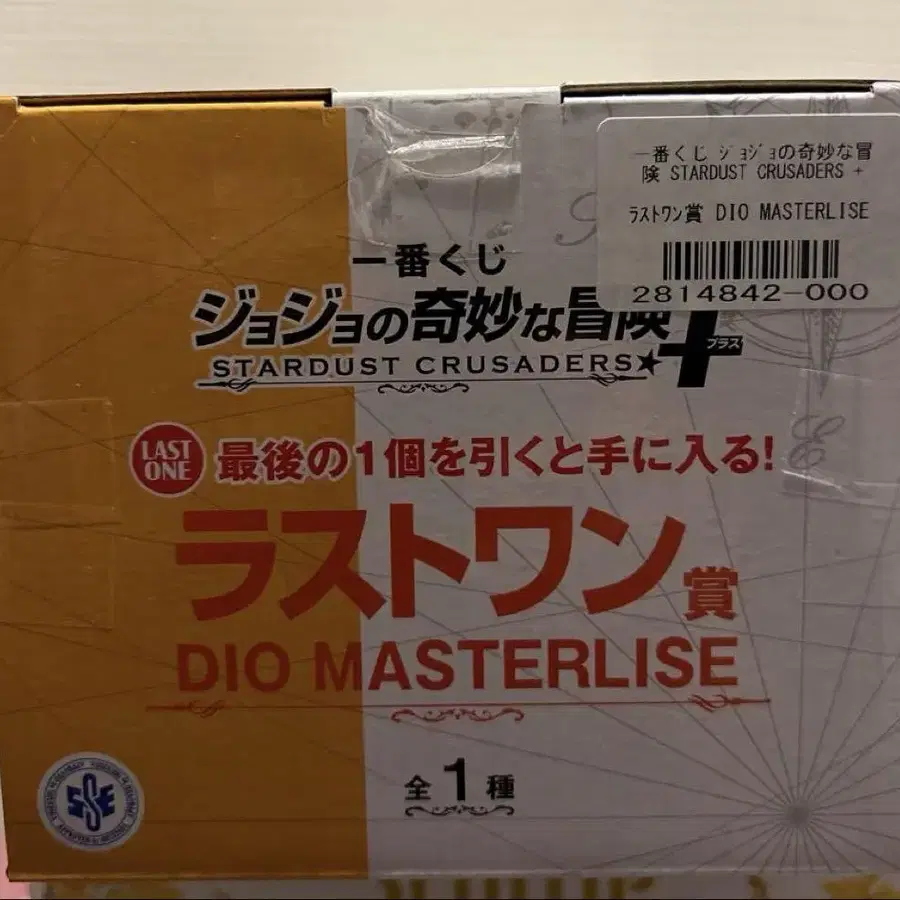 一番くじ ジョジョの奇妙な冒
険 STARDUST CRUSADERS +
ラストワン賞 DIO MASTERLISE
2814842-000
一番くじ
ジョジョの奇妙な冒険
プラス
STARDUST CRUSADERS★+
LAST
ONE
最後の1個を引くと手に入る!
ラストワン賞
DIO MASTERLISE
全1種